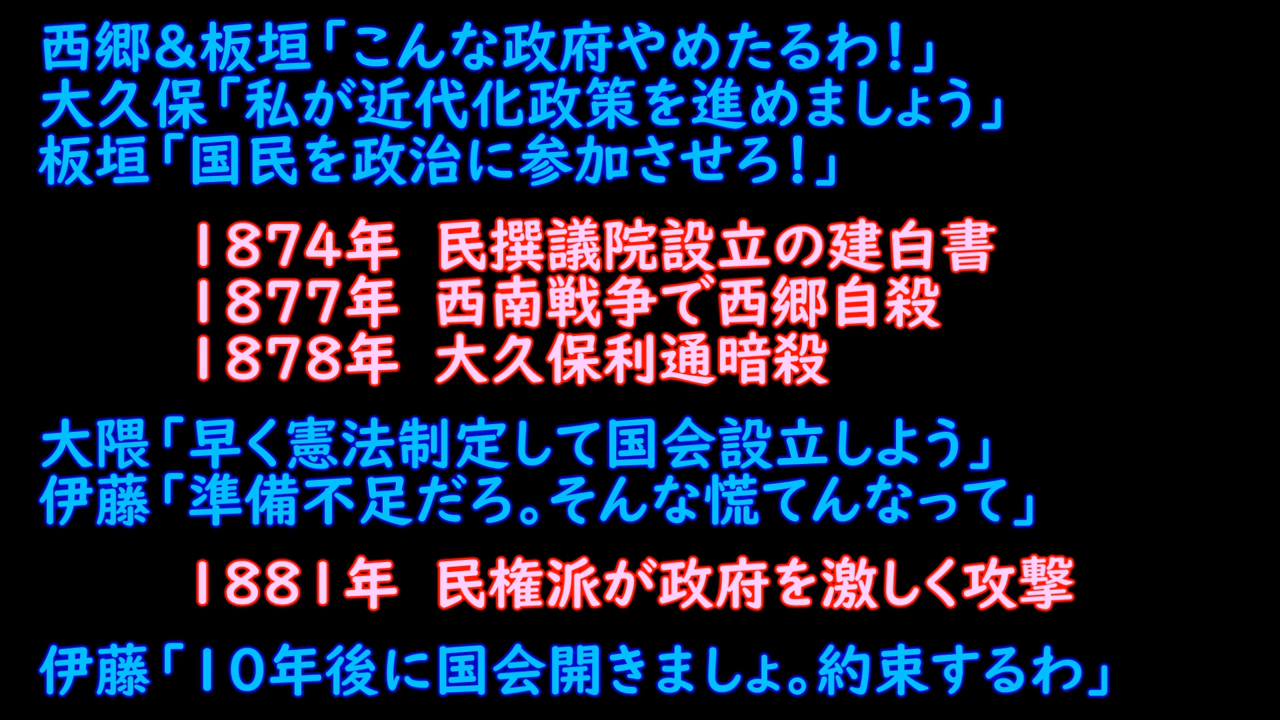 西郷&板垣「こんな政府やめたるわ!」
大久保「私が近代化政策を進めましょう」
板垣「国民を政治に参加させろ!」
1874年 民撰議院設立の建白書
1877年 西南戦争で西郷自殺
1878年 大久保利通暗殺
大隈「早く憲法制定して国会設立しよう」
伊藤「準備不足だろ。そんな慌てんなって」
1881年 民権派が政府を激しく攻撃
伊藤「10年後に国会開きましょ。約束するわ」